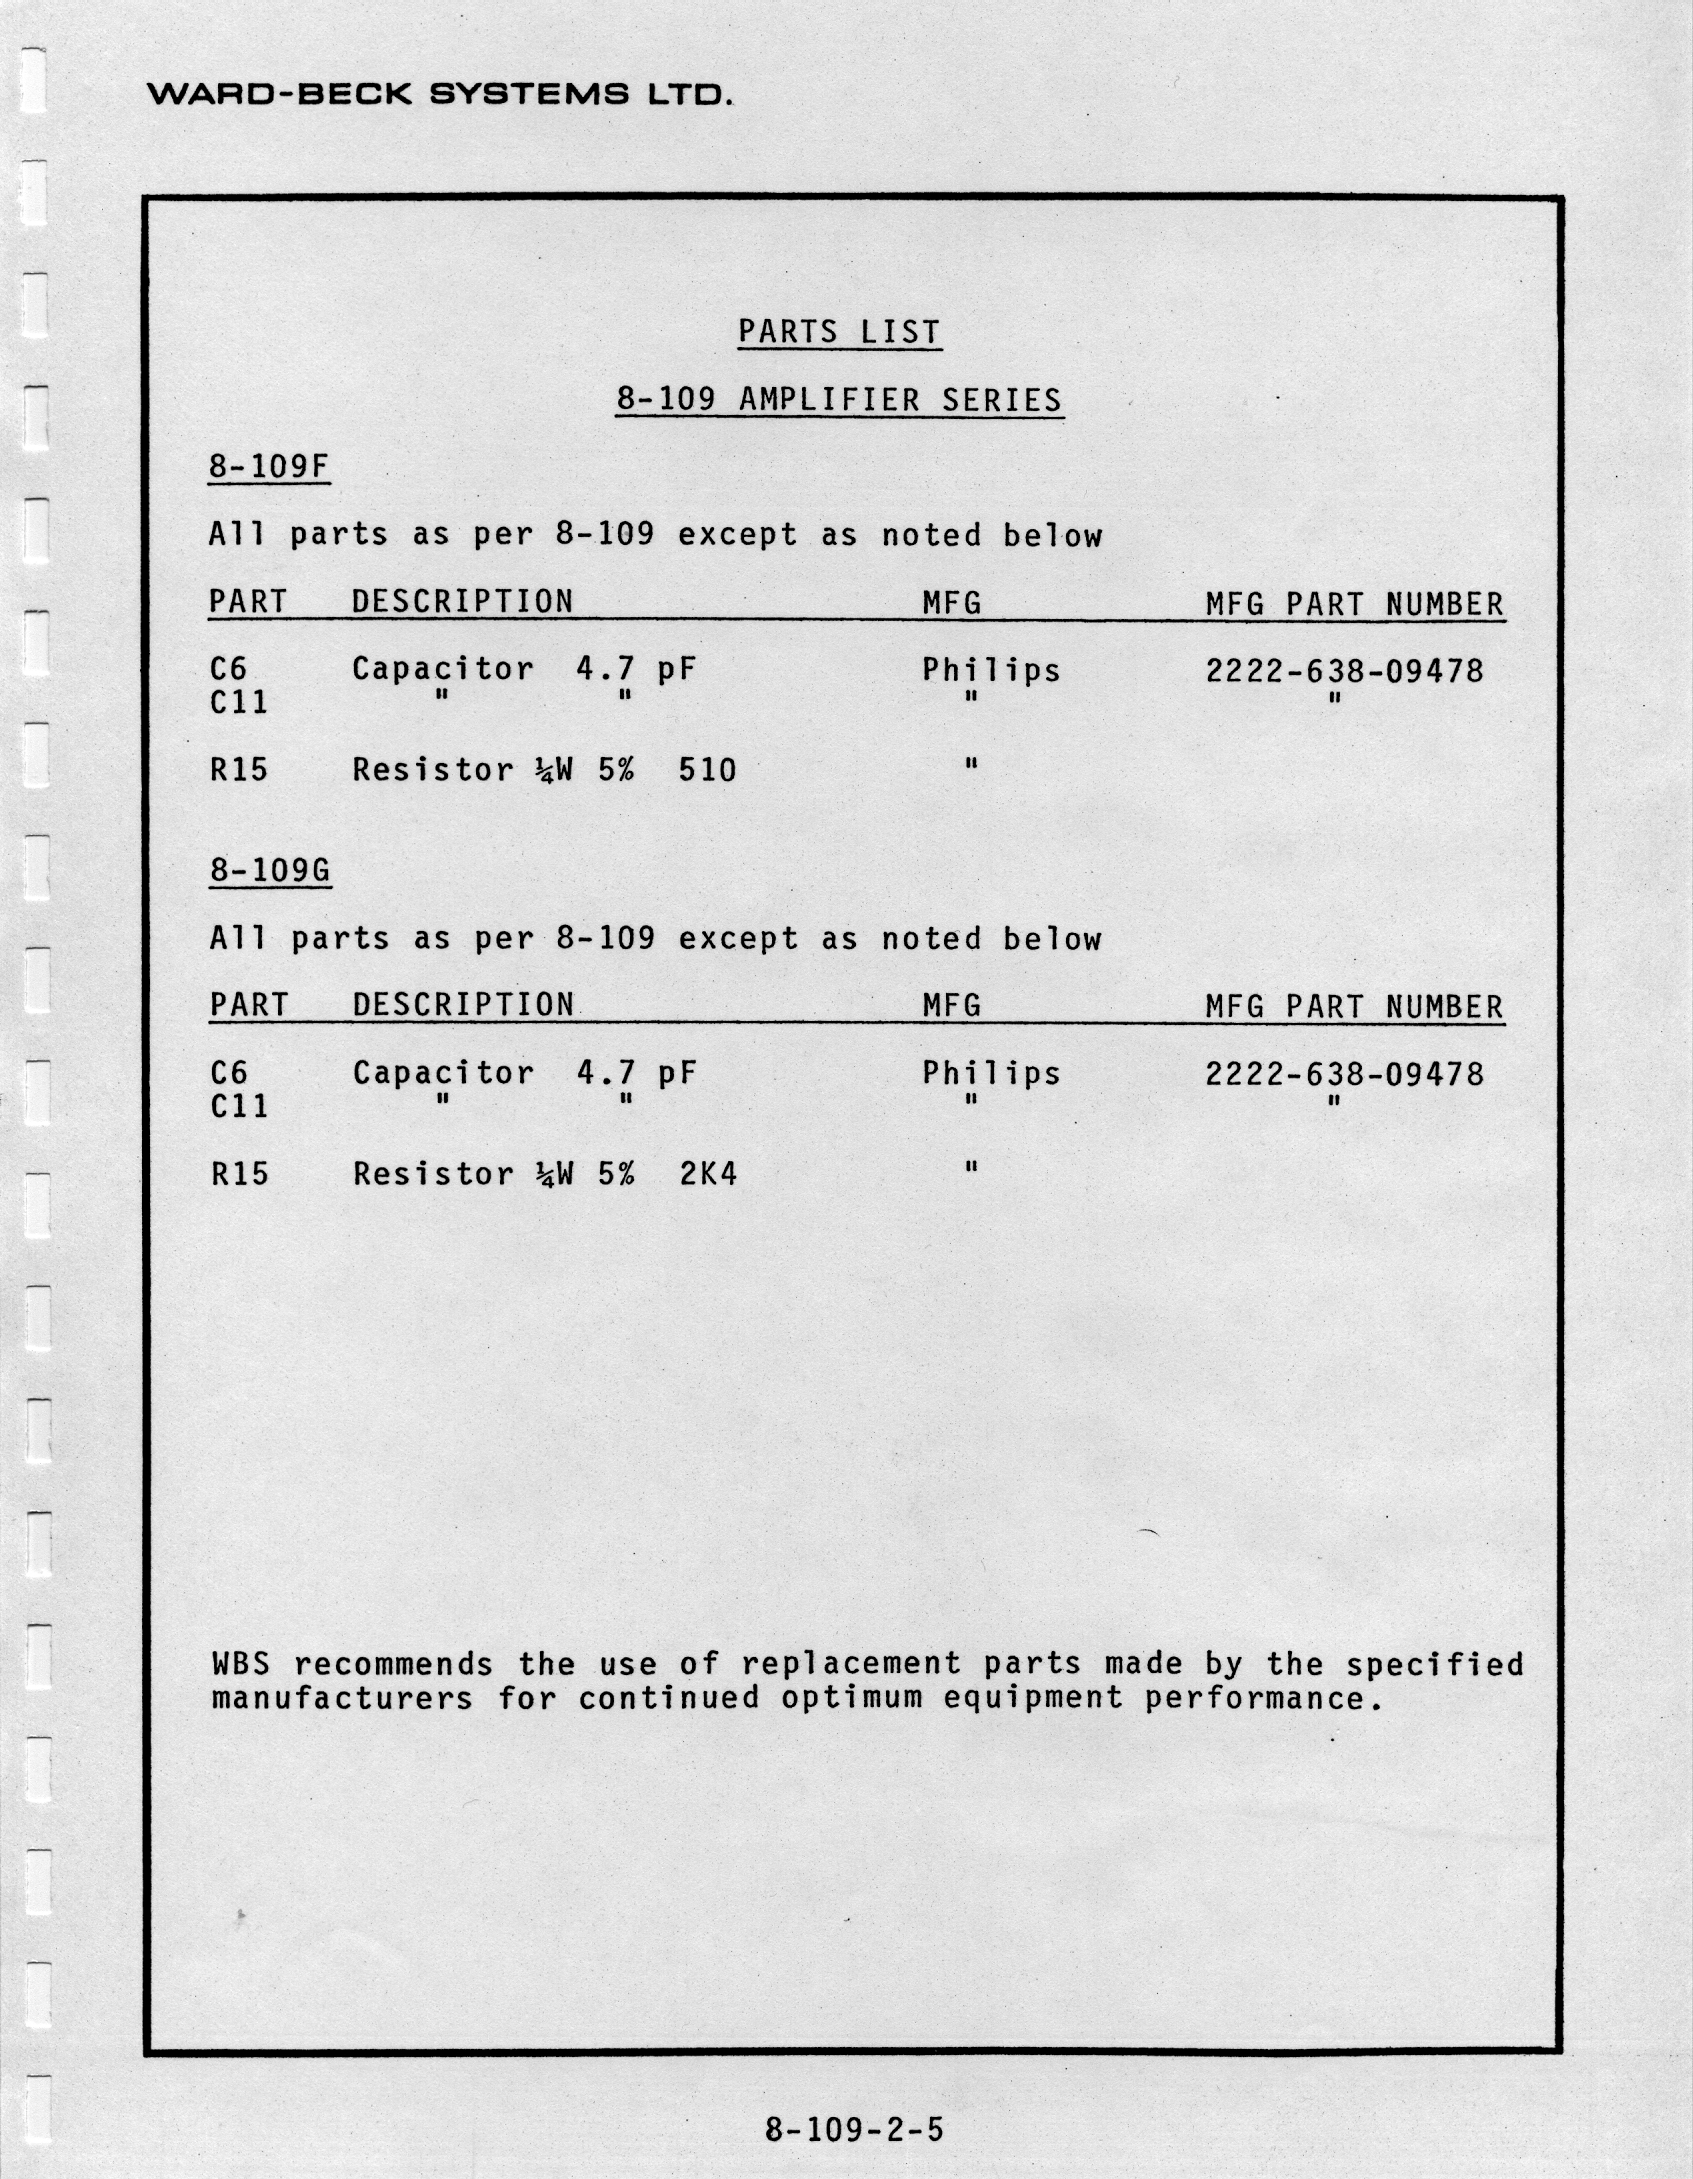 WARD-BECK SYSTEMS LTD.
PARTS LIST
8-109 AMPLIFIER SERIES
8-109F
All parts as per 8-109 except as noted below
PART DESCRIPTION MFG MFG PART NUMBER
C6 Capacitor 4.7 pF Philips 2222-638-09478
C11 " " " "
R15 Resistor ¼W 5% 510 "
8-109G
All parts as per 8-109 except as noted below
PART DESCRIPTION MFG MFG PART NUMBER
C6 Capacitor 4.7 pF Philips 2222-638-09478
C11 " " " "
R15 Resistor ¼W 5% 2K4 "
WBS recommends the use of replacement parts made by the specified
manufacturers for continued optimum equipment performance.
8-109-2-5